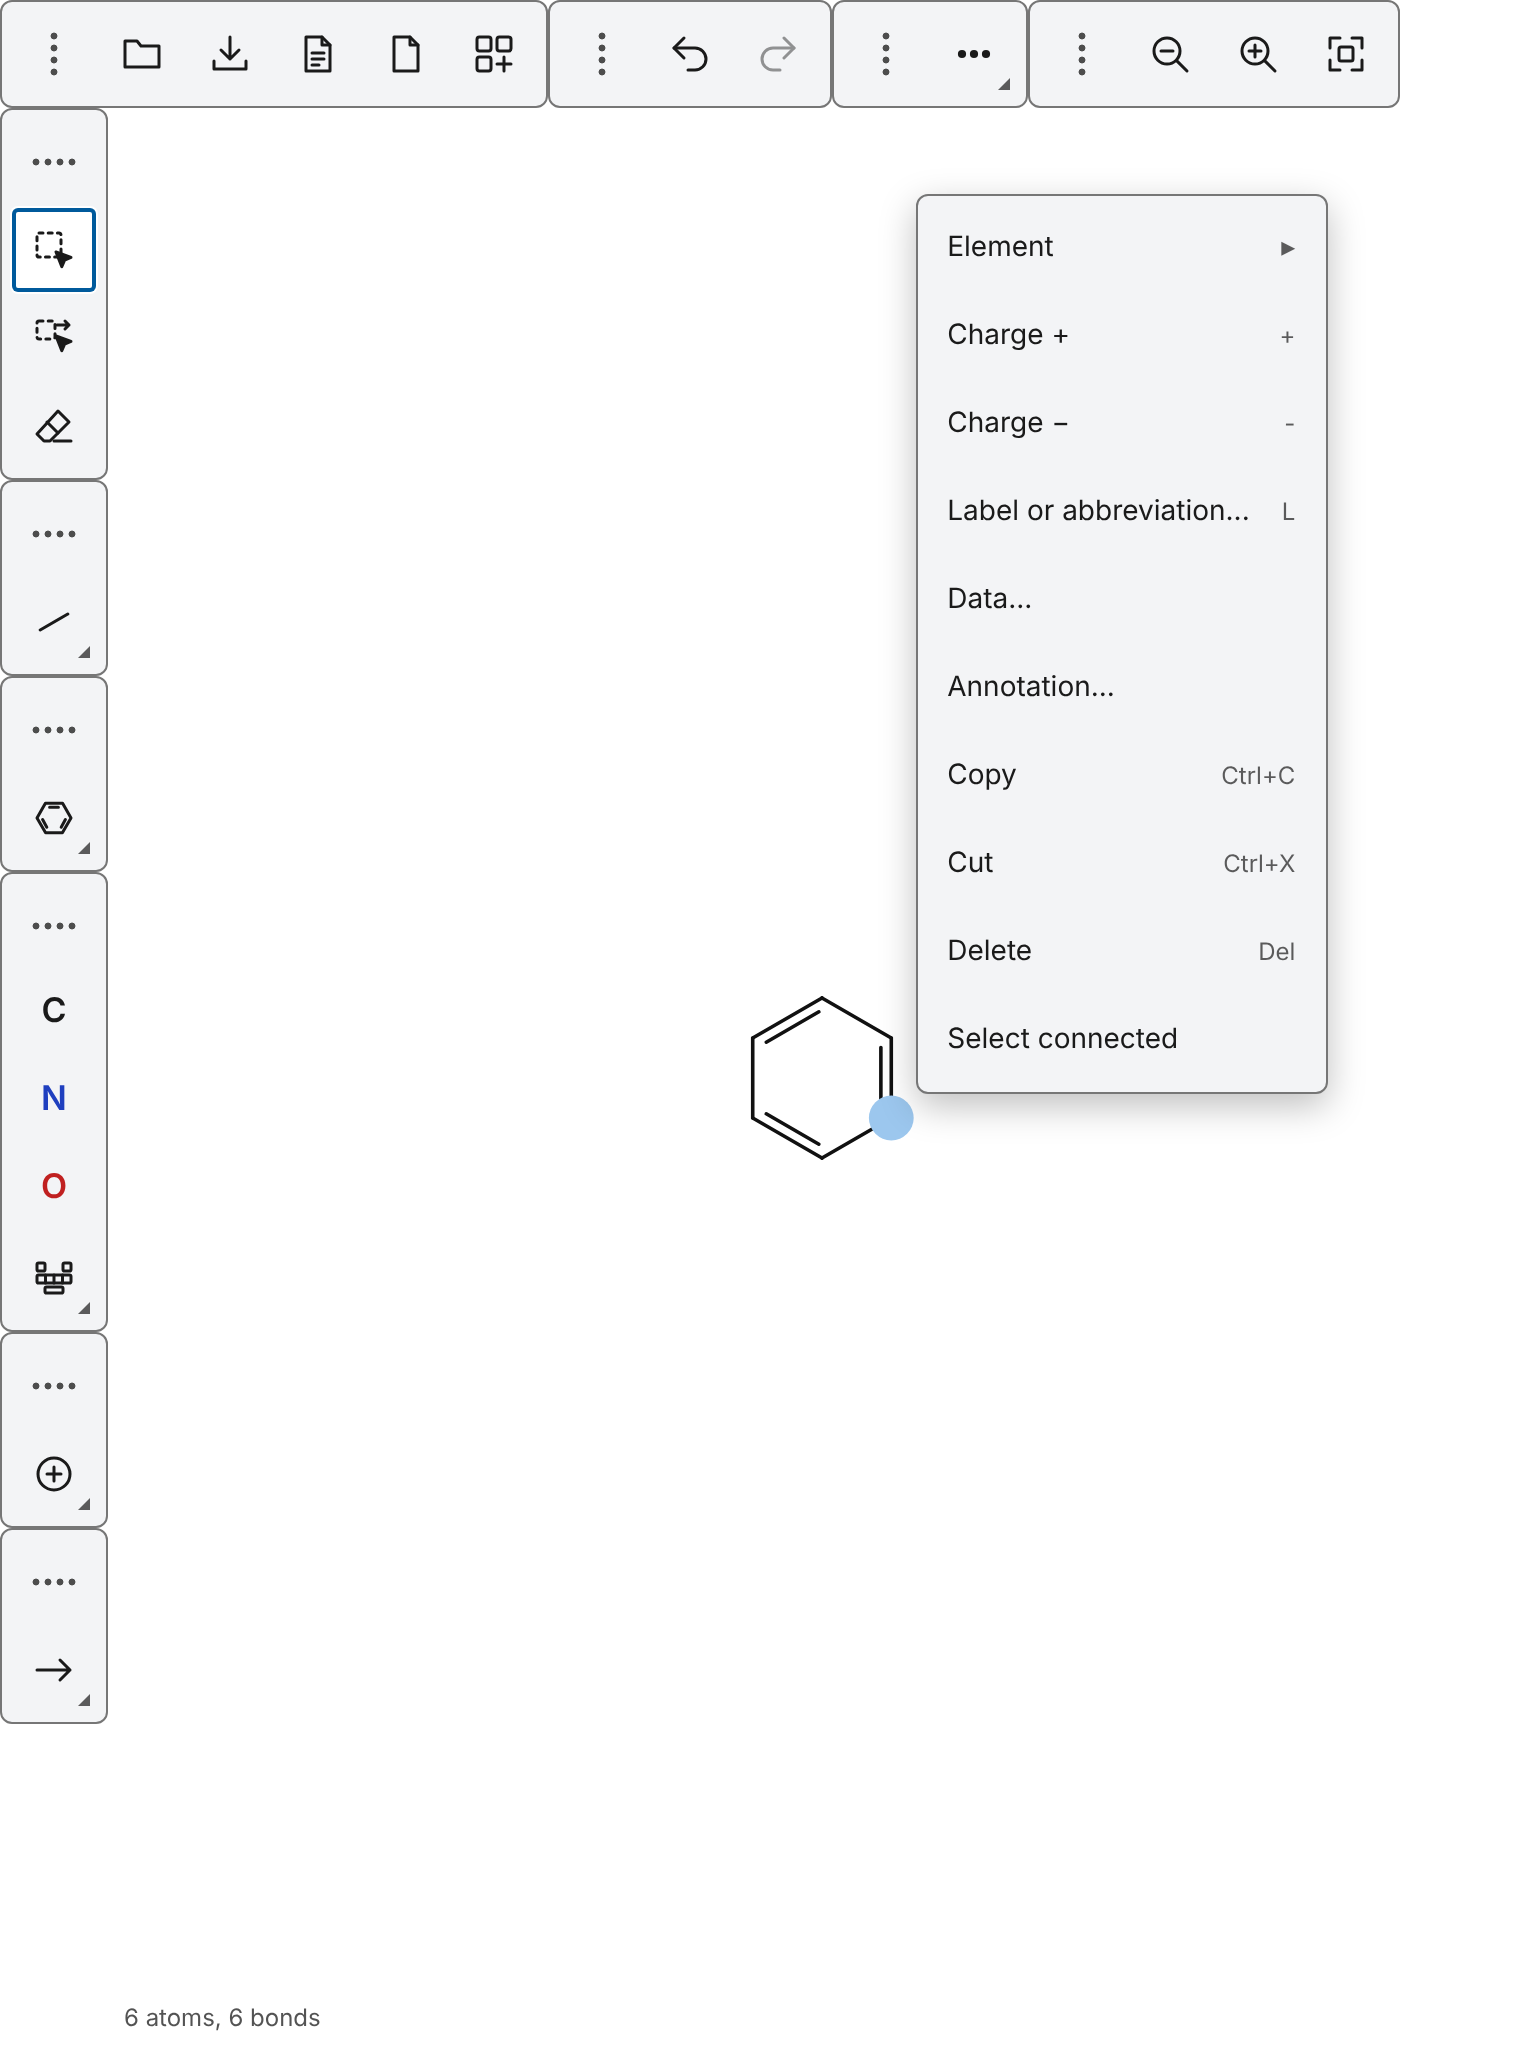 Element ▸
Charge + +
Charge − -
Label or abbreviation... L
Data...
Annotation...
Copy Ctrl+C
Cut Ctrl+X
Delete Del
Select connected
C
N
O
6 atoms, 6 bonds